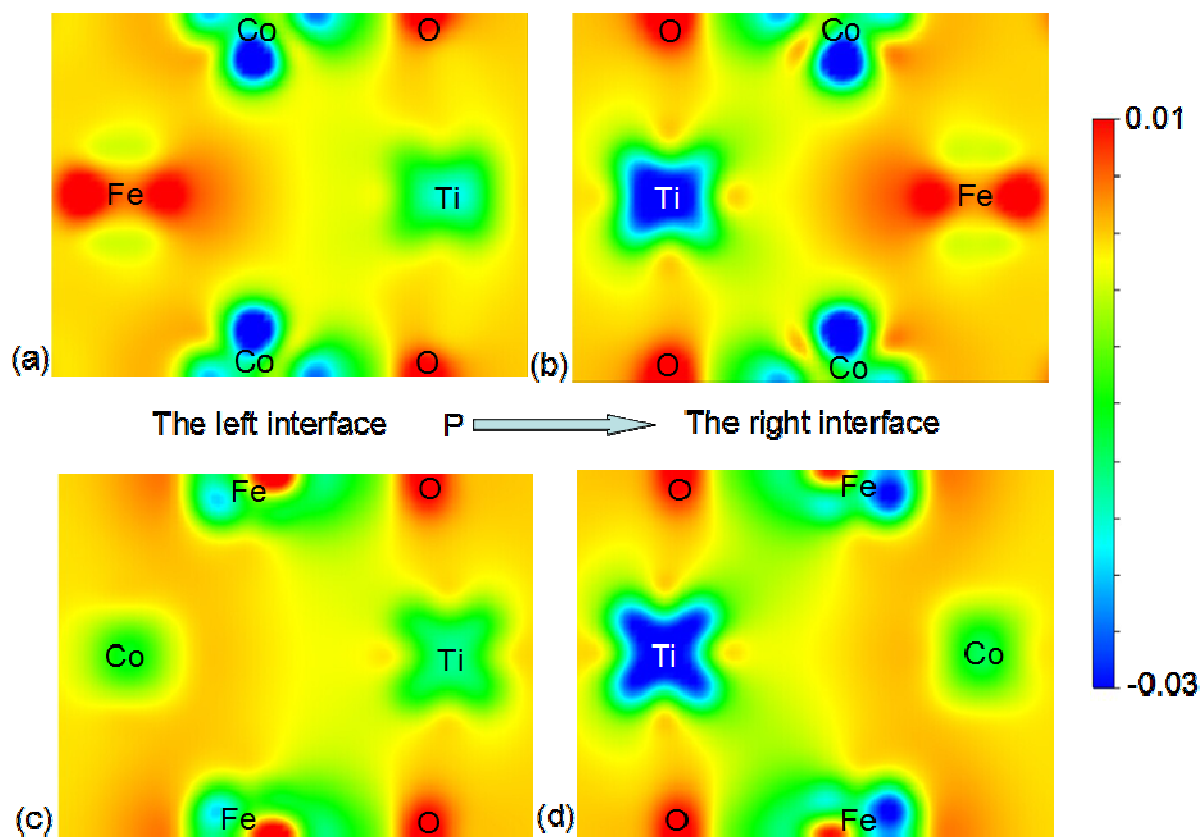 Co O O Co 0.01
Fe Ti Ti Fe
(a) Co O (b) O Co
The left interface P The right interface
Fe O O Fe
-0.03
Co Ti Ti Co
(c) Fe O (d) O Fe